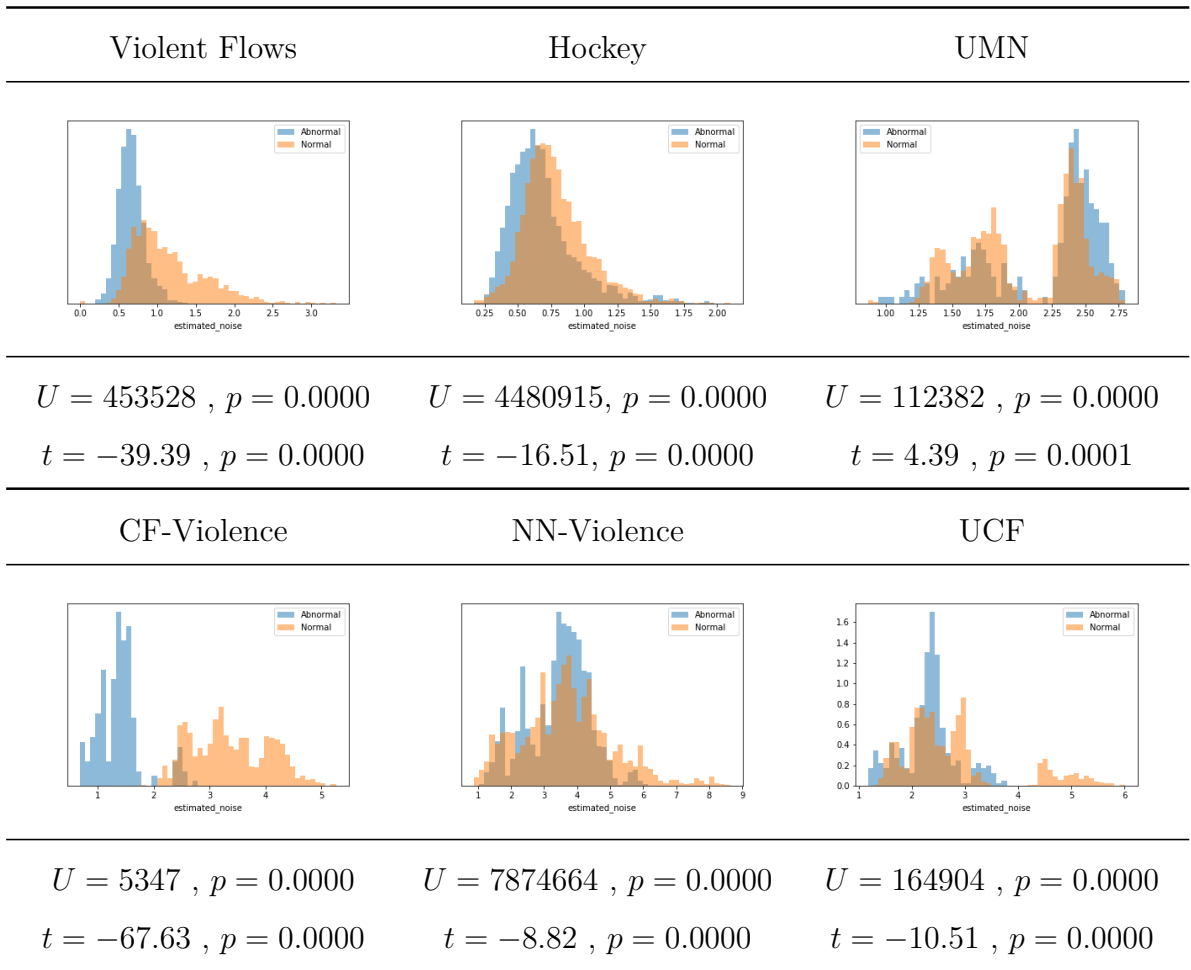 Violent Flows Hockey UMN
Abnormal
Normal
0.0 0.5 1.0 1.5 2.0 2.5 3.0
estimated_noise
Abnormal
Normal
0.25 0.50 0.75 1.00 1.25 1.50 1.75 2.00
estimated_noise
Abnormal
Normal
1.00 1.25 1.50 1.75 2.00 2.25 2.50 2.75
estimated_noise
U = 453528 , p = 0.0000 U = 4480915, p = 0.0000 U = 112382 , p = 0.0000
t = −39.39 , p = 0.0000 t = −16.51, p = 0.0000 t = 4.39 , p = 0.0001
CF-Violence NN-Violence UCF
Abnormal
Normal
1 2 3 4 5
estimated_noise
Abnormal
Normal
1 2 3 4 5 6 7 8 9
estimated_noise
Abnormal
Normal
1.6
1.4
1.2
1.0
0.8
0.6
0.4
0.2
0.0
1 2 3 4 5 6
estimated_noise
U = 5347 , p = 0.0000 U = 7874664 , p = 0.0000 U = 164904 , p = 0.0000
t = −67.63 , p = 0.0000 t = −8.82 , p = 0.0000 t = −10.51 , p = 0.0000